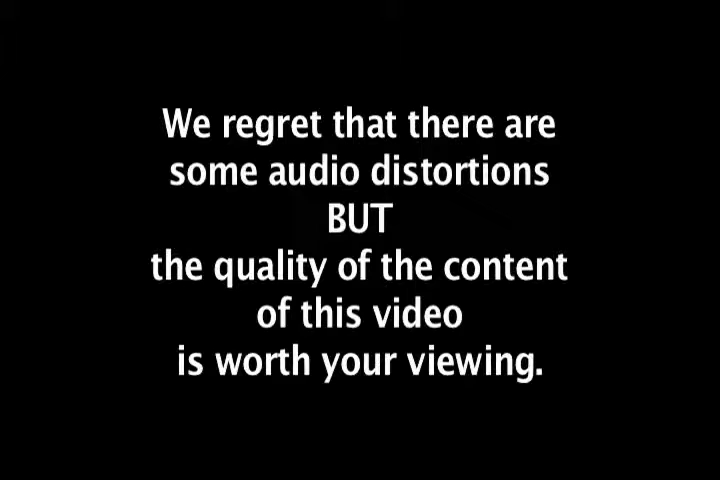 We regret that there are
some audio distortions
BUT
the quality of the content
of this video
is worth your viewing.